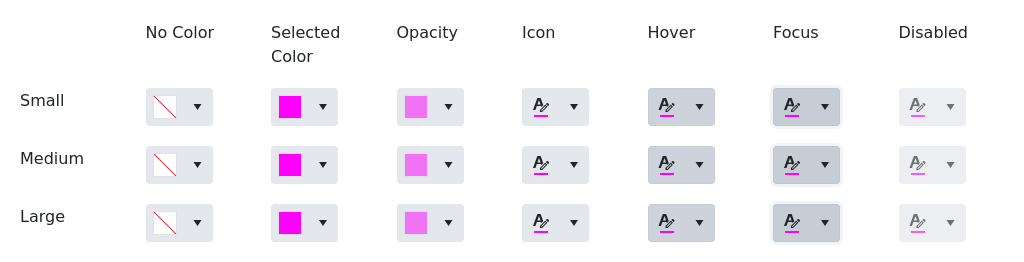 No Color Selected Color Opacity Icon Hover Focus Disabled
Small A A A A
Medium A A A A
Large A A A A